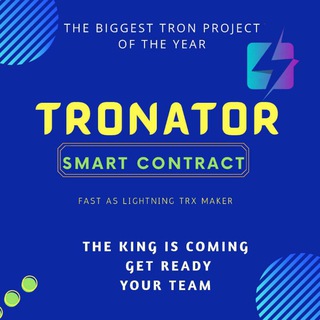 THE BIGGEST TRON PROJECT
OF THE YEAR
TRONATOR
SMART CONTRACT
FAST AS LIGHTNING TRX MAKER
THE KING IS COMING
GET READY
YOUR TEAM